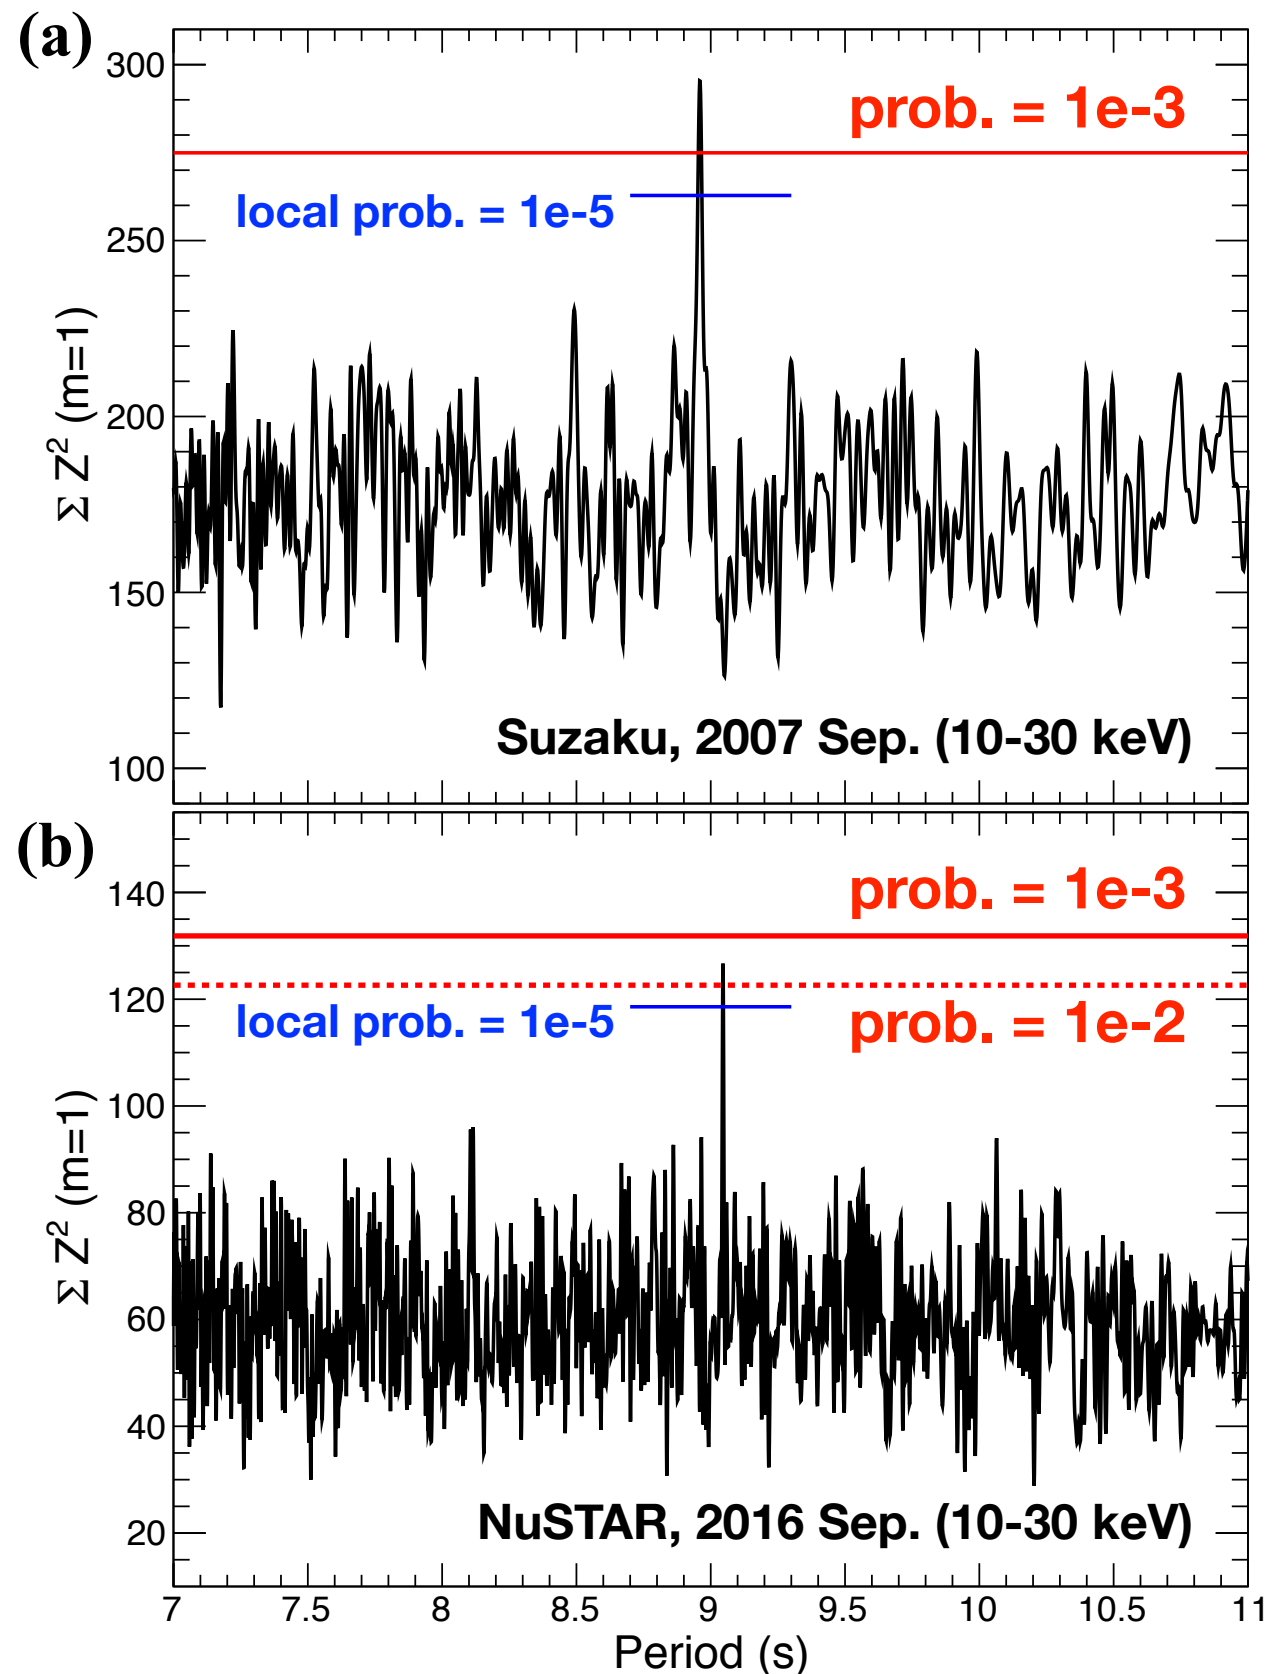 (a)
300
250
200
150
100
Σ Z² (m=1)
prob. = 1e-3
local prob. = 1e-5
Suzaku, 2007 Sep. (10-30 keV)
(b)
140
120
100
80
60
40
20
Σ Z² (m=1)
prob. = 1e-3
local prob. = 1e-5
prob. = 1e-2
NuSTAR, 2016 Sep. (10-30 keV)
7 7.5 8 8.5 9 9.5 10 10.5 11
Period (s)